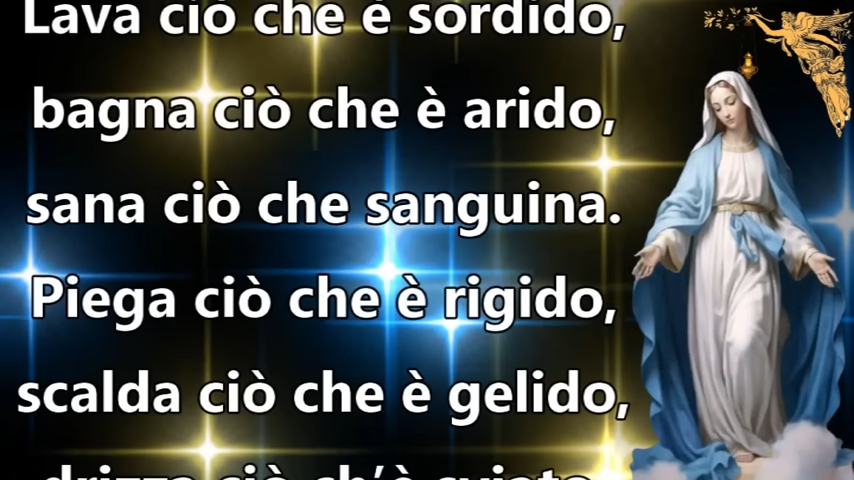 Lava ciò che è sordido,
bagna ciò che è arido,
sana ciò che sanguina.
Piega ciò che è rigido,
scalda ciò che è gelido,
drizza ciò ch'è sviato.